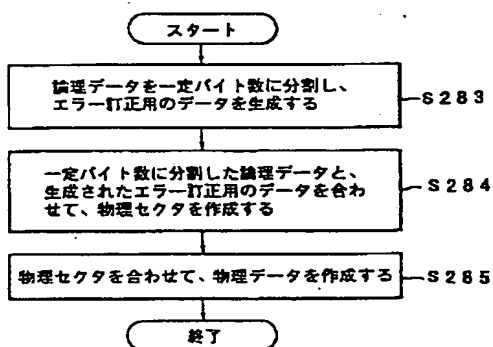 スタート
論理データを一定バイト数に分割し、
エラー訂正用のデータを生成する
S283
一定バイト数に分割した論理データと、
生成されたエラー訂正用のデータを合わ
せて、物理セクタを作成する
S284
物理セクタを合わせて、物理データを作成する
S285
終了